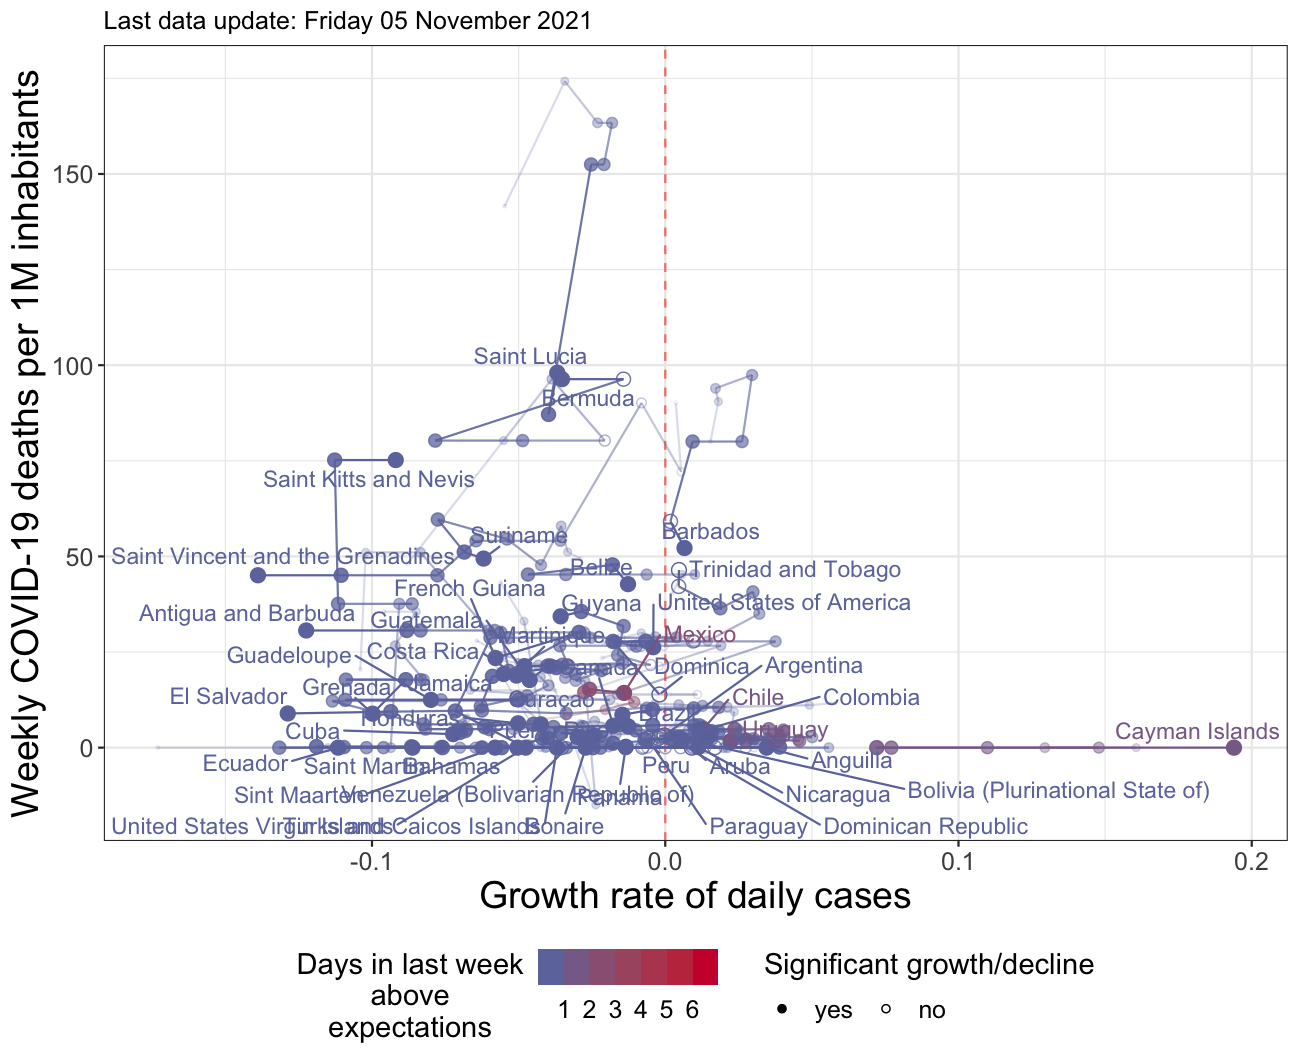 Last data update: Friday 05 November 2021
Weekly COVID-19 deaths per 1M inhabitants
150
100
50
0
Saint Lucia
Bermuda
Saint Kitts and Nevis
Suriname
Barbados
Saint Vincent and the Grenadines
Belize
Trinidad and Tobago
French Guiana
Guyana
United States of America
Antigua and Barbuda
Guatemala
Martinique
Mexico
Costa Rica
Guadeloupe
Canada
Dominica
Argentina
Grenada
Jamaica
El Salvador
Curacao
Chile
Colombia
Honduras
Brazil
Cuba
Uruguay
Cayman Islands
Ecuador
Saint Martin
Bahamas
Peru
Aruba
Anguilla
Sint Maarten
Venezuela (Bolivarian Republic of)
Panama
Nicaragua
Bolivia (Plurinational State of)
United States Virgin Islands
Turks and Caicos Islands
Bonaire
Paraguay
Dominican Republic
-0.1
0.0
0.1
0.2
Growth rate of daily cases
Days in last week
above
expectations
1 2 3 4 5 6
Significant growth/decline
yes
no